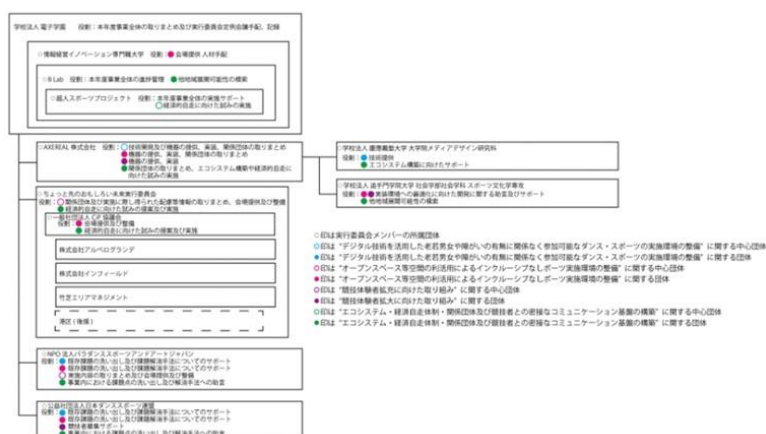 学校法人 電子学園 役割：本年度事業全体の取りまとめ及び実行委員会定例会議手配、記録
○情報経営イノベーション専門職大学 役割：●会場提供 人材手配
○B Lab 役割：本年度事業全体の進捗管理 ●他地域展開可能性の模索
○超人スポーツプロジェクト 役割：本年度事業全体の実施サポート
○経済的自走に向けた試みの実施
○AXEREAL 株式会社 役割：○技術開発及び機器の提供、実装、関係団体の取りまとめ
●機器の提供、実装、関係団体の取りまとめ
●機器の提供、実装
●関係団体の取りまとめ、エコシステム構築や経済的自走に
向けた試みの実施
○学校法人 慶應義塾大学 大学院メディアデザイン研究科
役割：●技術提供
●エコシステム構築に向けたサポート
○学校法人 追手門学院大学 社会学部社会学科 スポーツ文化学専攻
役割：●●実装環境への最適化に向けた開発に関する助言及びサポート
●他地域展開可能性の模索
○ちょっと先のおもしろい未来実行委員会
役割：○関係団体及び実施に際し得られた配慮等情報の取りまとめ、会場提供及び整備
●経済的自走に向けた試みの提案及び実施
○一般社団法人 CiP 協議会
役割：●会場提供及び整備
●経済的自走に向けた試みの提案及び実施
株式会社アルベログランデ
株式会社インフィールド
竹芝エリアマネジメント
港区 ( 後援 )
○印は実行委員会メンバーの所属団体
○印は "デジタル技術を活用した老若男女や障がいの有無に関係なく参加可能なダンス・スポーツの実施環境の整備" に関する中心団体
●印は "デジタル技術を活用した老若男女や障がいの有無に関係なく参加可能なダンス・スポーツの実施環境の整備" に関する団体
○印は "オープンスペース等空間の利活用によるインクルーシブなしポーツ実施環境の整備" に関する中心団体
●印は "オープンスペース等空間の利活用によるインクルーシブなしポーツ実施環境の整備" に関する団体
○印は "競技体験者拡充に向けた取り組み" に関する中心団体
●印は "競技体験者拡大に向けた取り組み" に関する団体
○印は "エコシステム・経済自走体制・関係団体及び競技者との密接なコミュニケーション基盤の構築" に関する中心団体
●印は "エコシステム・経済自走体制・関係団体及び競技者との密接なコミュニケーション基盤の構築" に関する団体
○NPO 法人パラダンススポーツアンドアートジャパン
役割：●既存課題の洗い出し及び課題解消手法についてのサポート
●既存課題の洗い出し及び課題解消手法についてのサポート
○実施内容の取りまとめ及び会場提供及び整備
●事業内における課題点の洗い出し及び解消手法への助言
○公益社団法人日本ダンススポーツ連盟
役割：●既存課題の洗い出し及び課題解消手法についてのサポート
●既存課題の洗い出し及び課題解消手法についてのサポート
●競技者募集サポート
●事業内における課題点の洗い出し及び解消手法への助言